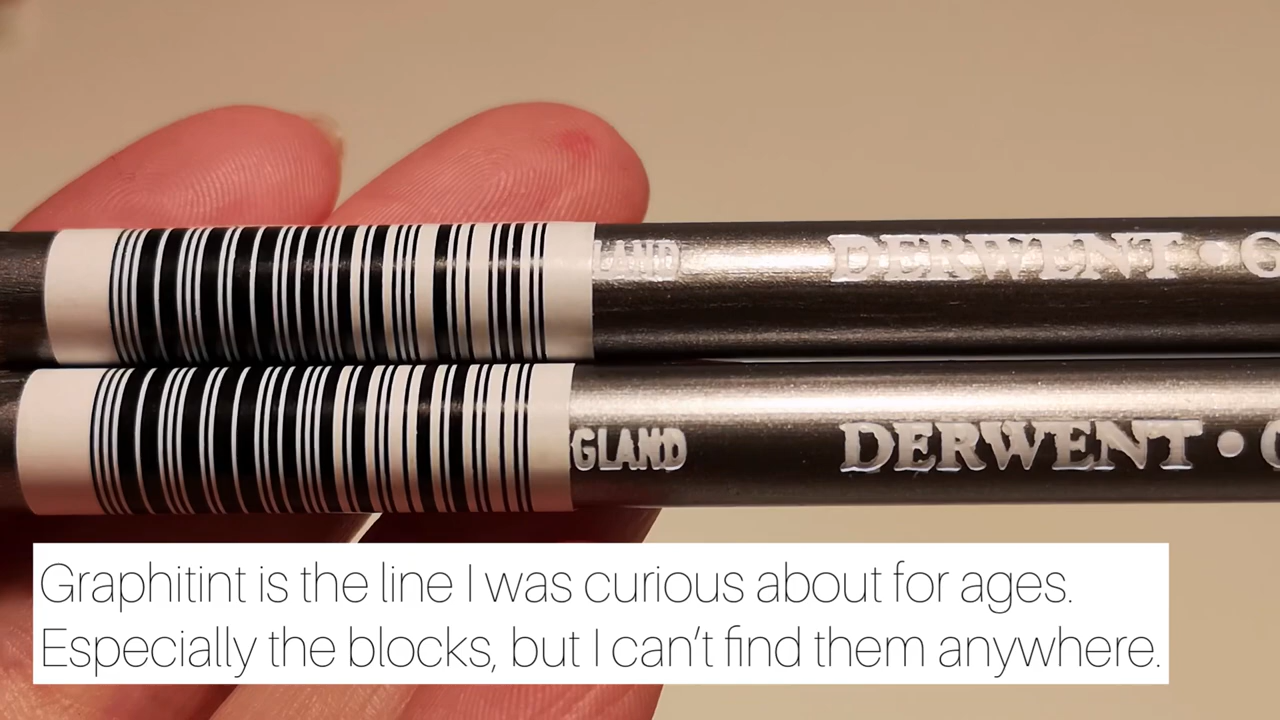 LAND DERWENT • G
GLAND DERWENT •
Graphitint is the line I was curious about for ages.
Especially the blocks, but I can't find them anywhere.